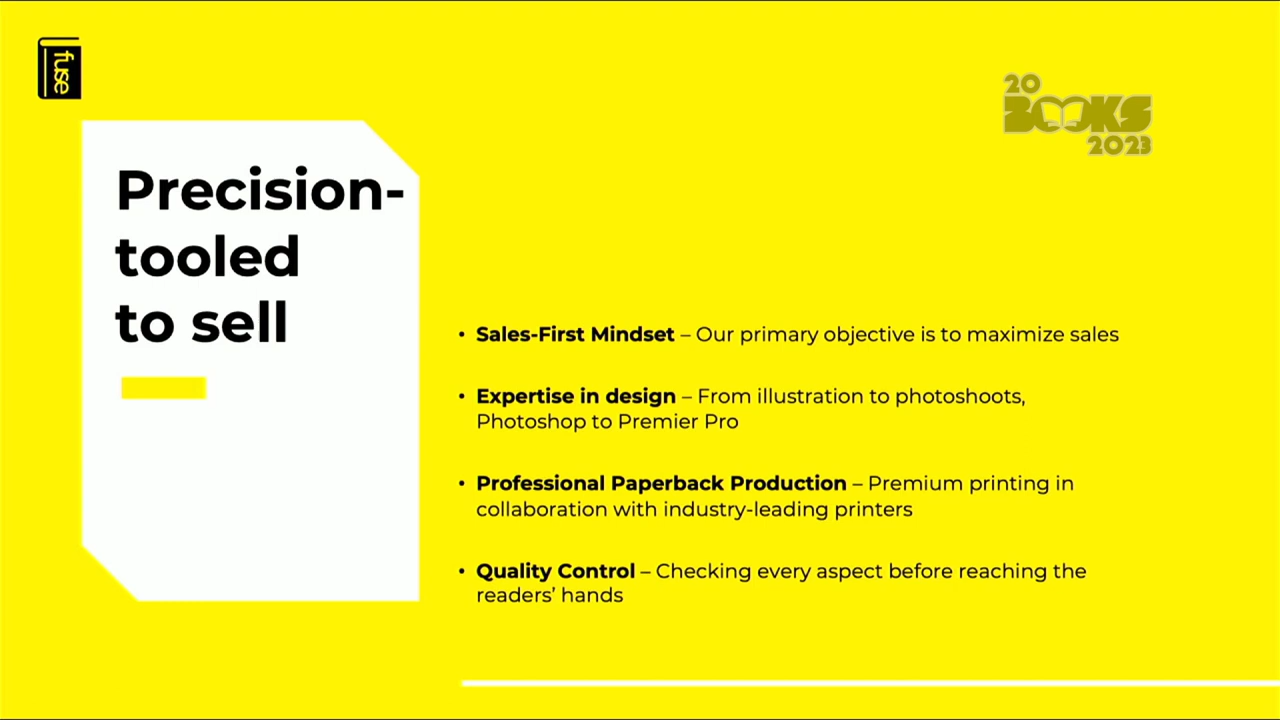 fuse
20
BOOKS
2023
Precision-
tooled
to sell
• Sales-First Mindset – Our primary objective is to maximize sales
• Expertise in design – From illustration to photoshoots,
Photoshop to Premier Pro
• Professional Paperback Production – Premium printing in
collaboration with industry-leading printers
• Quality Control – Checking every aspect before reaching the
readers’ hands